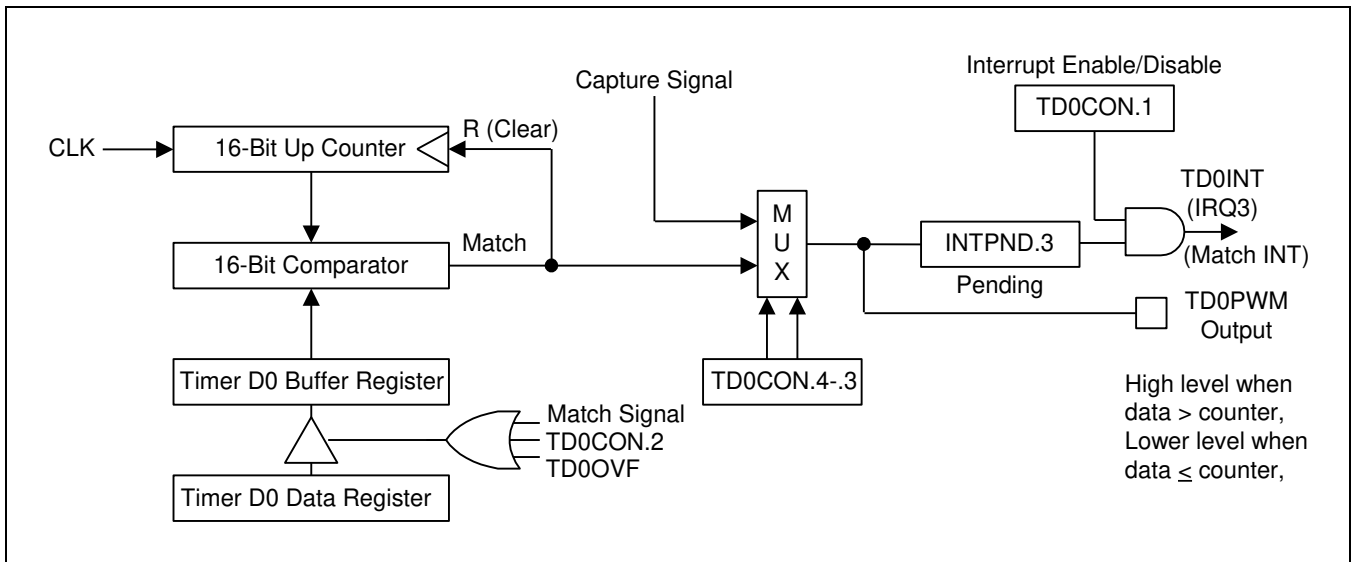 Interrupt Enable/Disable
TD0CON.1
Capture Signal
R (Clear)
CLK
16-Bit Up Counter
TD0INT
(IRQ3)
(Match INT)
M
U
X
INTPND.3
Pending
16-Bit Comparator
Match
TD0PWM
Output
Timer D0 Buffer Register
TD0CON.4-.3
High level when
data > counter,
Lower level when
data ≤ counter,
Match Signal
TD0CON.2
TD0OVF
Timer D0 Data Register